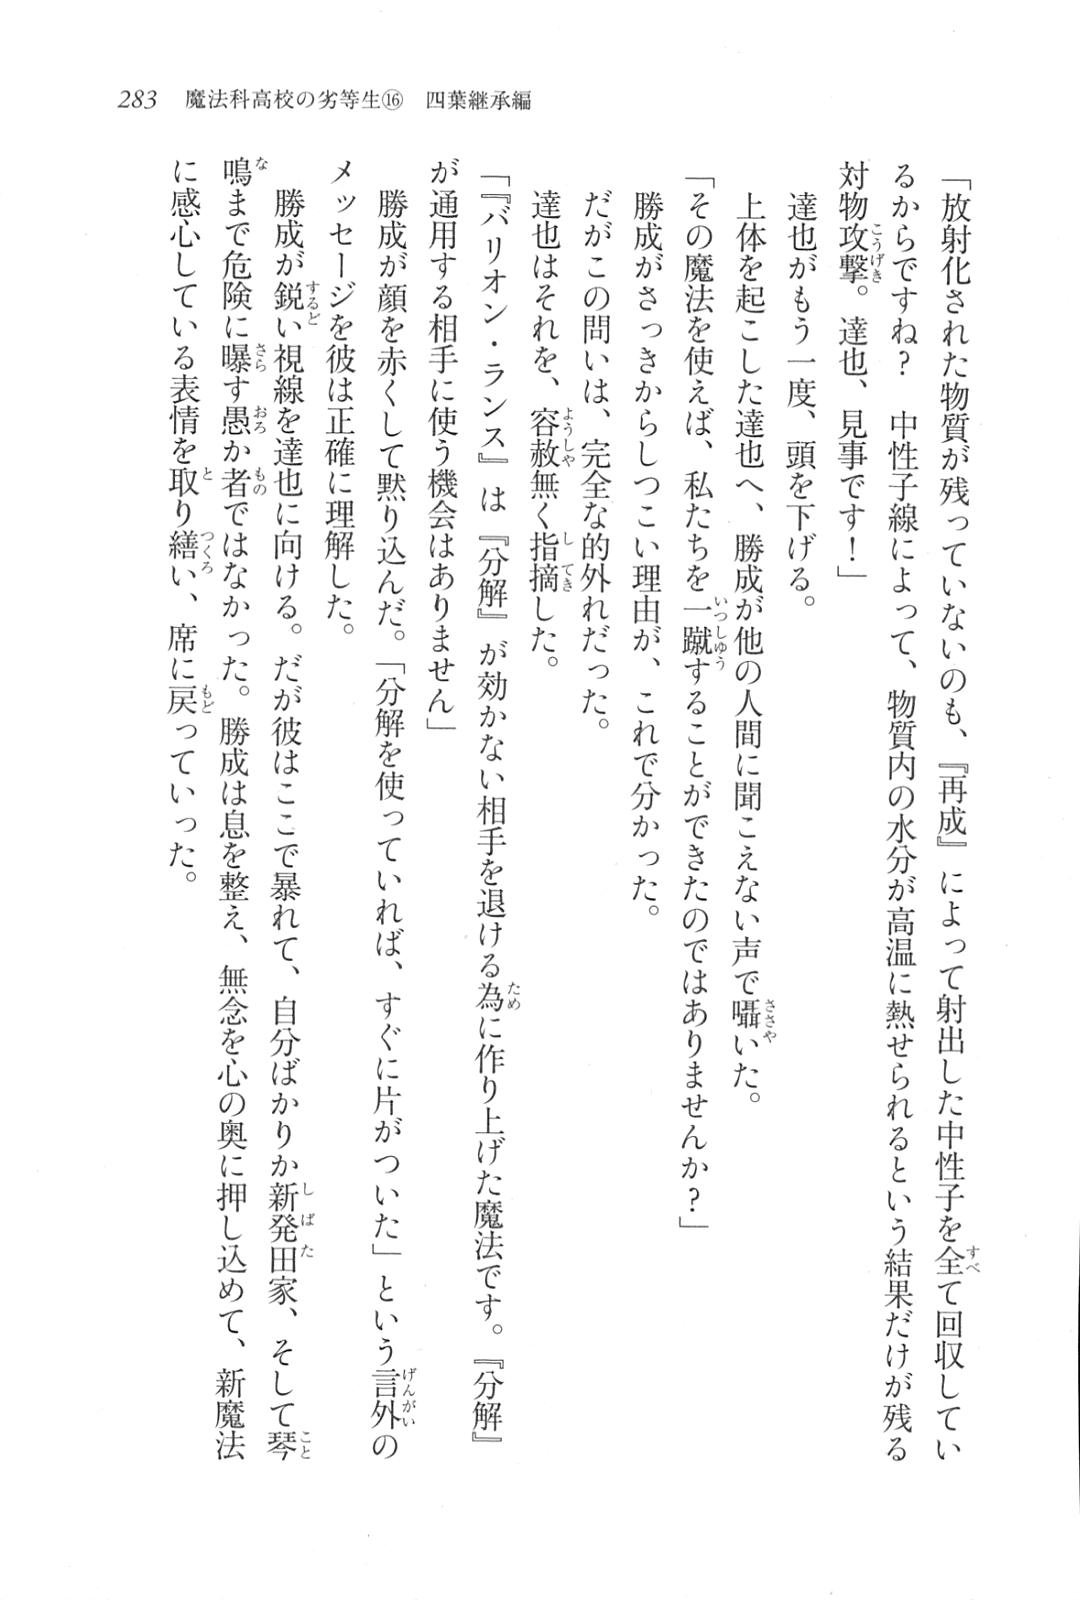 283　魔法科高校の劣等生⑯　四葉継承編
「放射化された物質が残っていないのも、『再成』によって射出した中性子を全て回収してい
るからですね？　中性子線によって、物質内の水分が高温に熱せられるという結果だけが残る
対物攻撃。達也、見事です！」
達也がもう一度、頭を下げる。
上体を起こした達也へ、勝成が他の人間に聞こえない声で囁いた。
「その魔法を使えば、私たちを一蹴することができたのではありませんか？」
勝成がさっきからしつこい理由が、これで分かった。
だがこの問いは、完全な的外れだった。
達也はそれを、容赦無く指摘した。
「『バリオン・ランス』は『分解』が効かない相手を退ける為に作り上げた魔法です。『分解』
が通用する相手に使う機会はありません」
勝成が顔を赤くして黙り込んだ。「分解を使っていれば、すぐに片がついた」という言外の
メッセージを彼は正確に理解した。
勝成が鋭い視線を達也に向ける。だが彼はここで暴れて、自分ばかりか新発田家、そして琴
鳴まで危険に曝す愚か者ではなかった。勝成は息を整え、無念を心の奥に押し込めて、新魔法
に感心している表情を取り繕い、席に戻っていった。